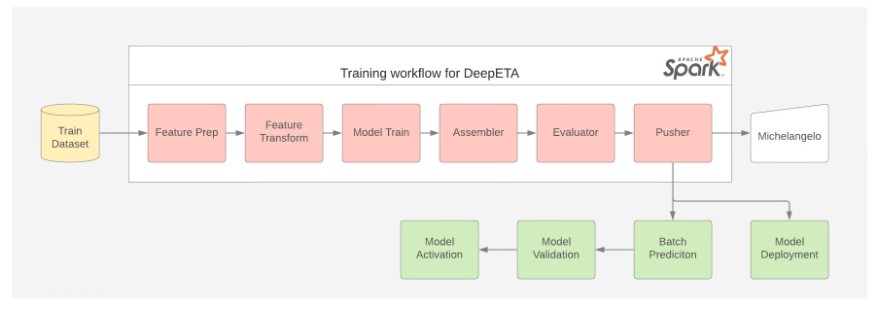 APACHE
Spark
Training workflow for DeepETA
Train
Dataset
Feature Prep
Feature
Transform
Model Train
Assembler
Evaluator
Pusher
Michelangelo
Model
Activation
Model
Validation
Batch
Prediciton
Model
Deployment